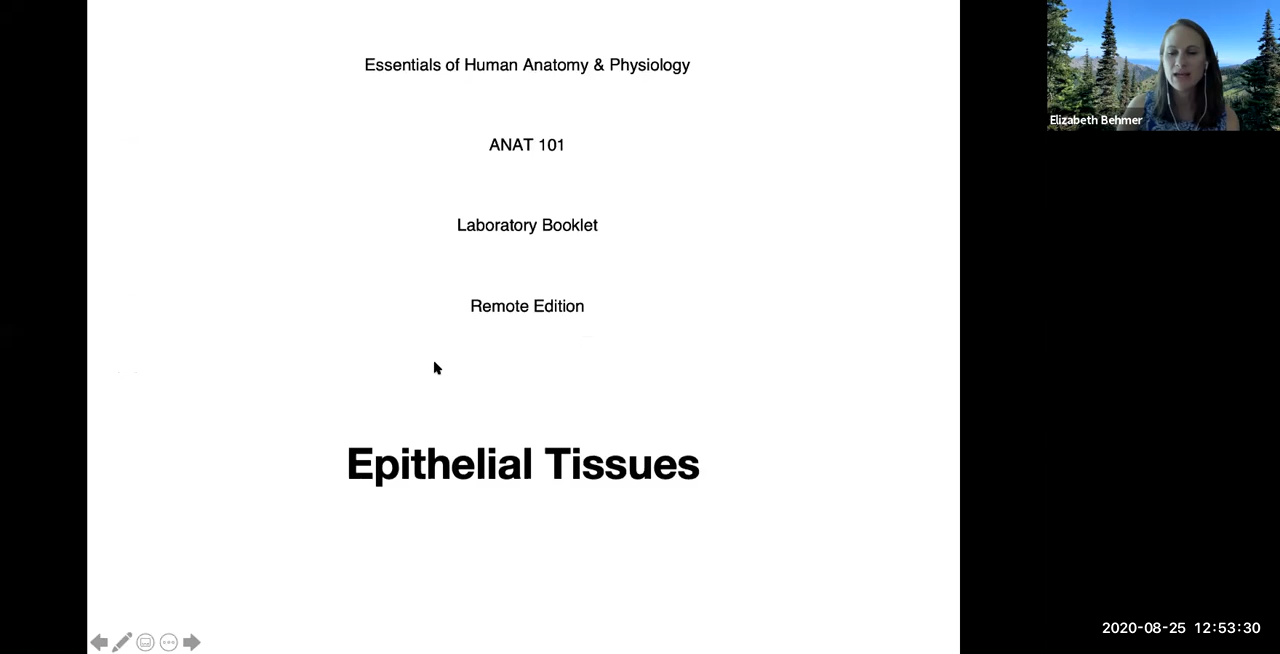 Essentials of Human Anatomy & Physiology
ANAT 101
Laboratory Booklet
Remote Edition
Epithelial Tissues
Elizabeth Behmer
2020-08-25 12:53:30